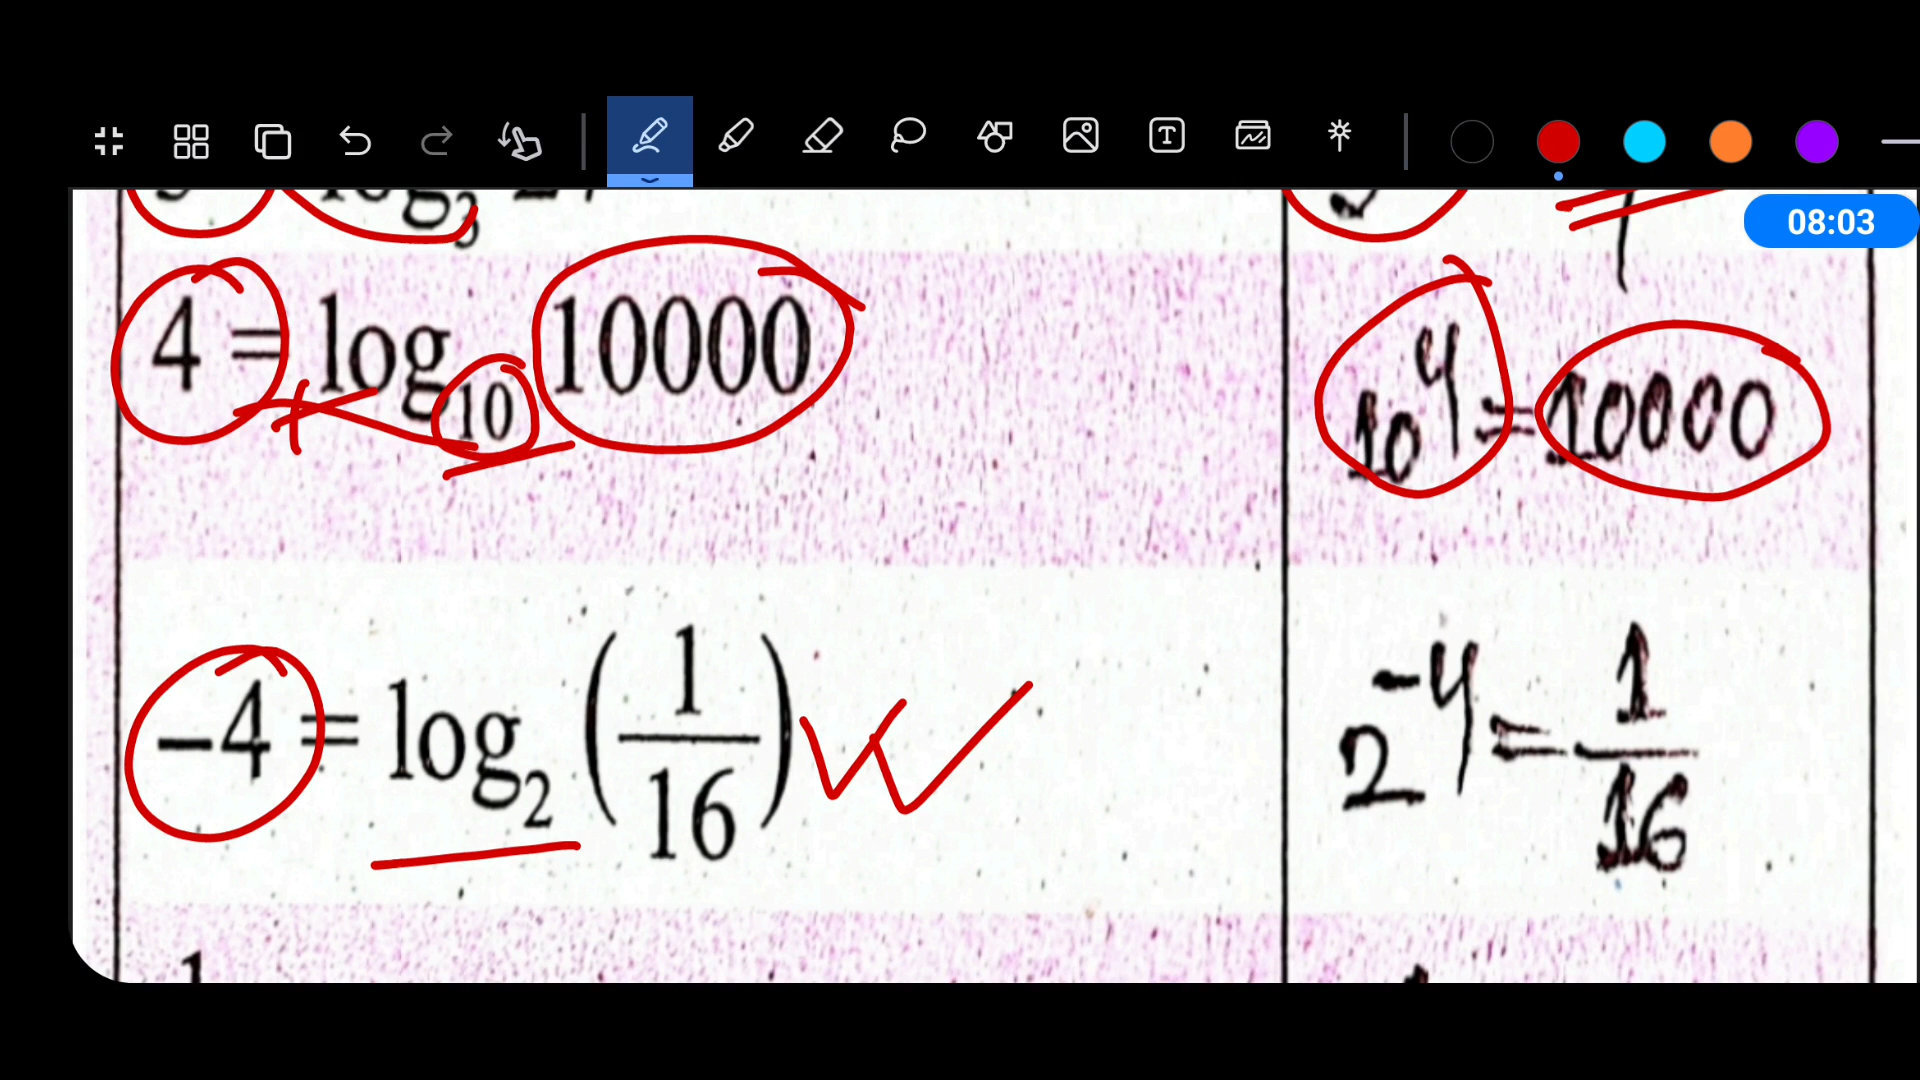 08:03
4 = log₁₀ 10000
10⁴ = 10000
-4 = log₂ (1/16)
2⁻⁴ = 1/16